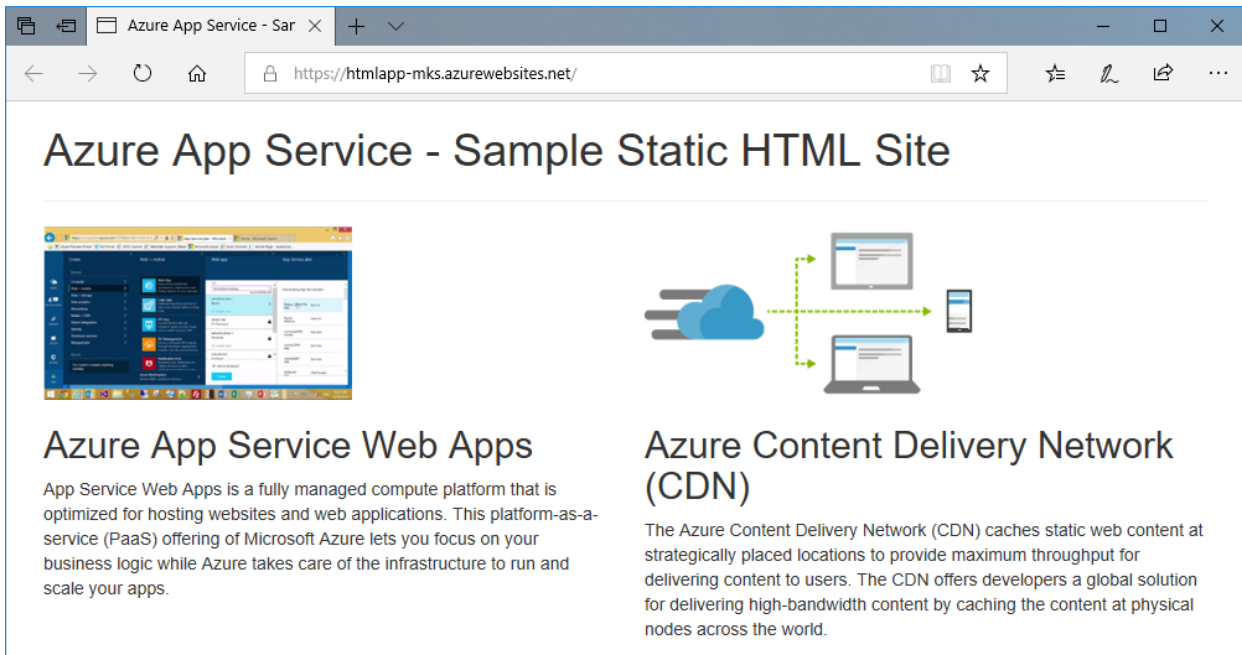 Azure App Service - Sar
https://htmlapp-mks.azurewebsites.net/
Azure App Service - Sample Static HTML Site
Azure App Service Web Apps
App Service Web Apps is a fully managed compute platform that is
optimized for hosting websites and web applications. This platform-as-a-
service (PaaS) offering of Microsoft Azure lets you focus on your
business logic while Azure takes care of the infrastructure to run and
scale your apps.
Azure Content Delivery Network
(CDN)
The Azure Content Delivery Network (CDN) caches static web content at
strategically placed locations to provide maximum throughput for
delivering content to users. The CDN offers developers a global solution
for delivering high-bandwidth content by caching the content at physical
nodes across the world.